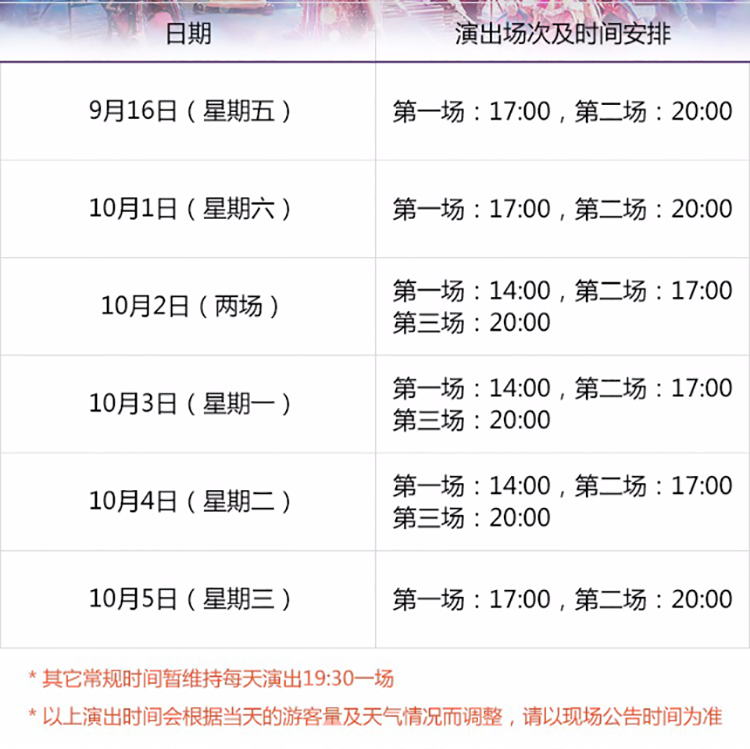 日期
演出场次及时间安排
9月16日（星期五）
第一场：17:00，第二场：20:00
10月1日（星期六）
第一场：17:00，第二场：20:00
10月2日（两场）
第一场：14:00，第二场：17:00
第三场：20:00
10月3日（星期一）
第一场：14:00，第二场：17:00
第三场：20:00
10月4日（星期二）
第一场：14:00，第二场：17:00
第三场：20:00
10月5日（星期三）
第一场：17:00，第二场：20:00
* 其它常规时间暂维持每天演出19:30一场
* 以上演出时间会根据当天的游客量及天气情况而调整，请以现场公告时间为准